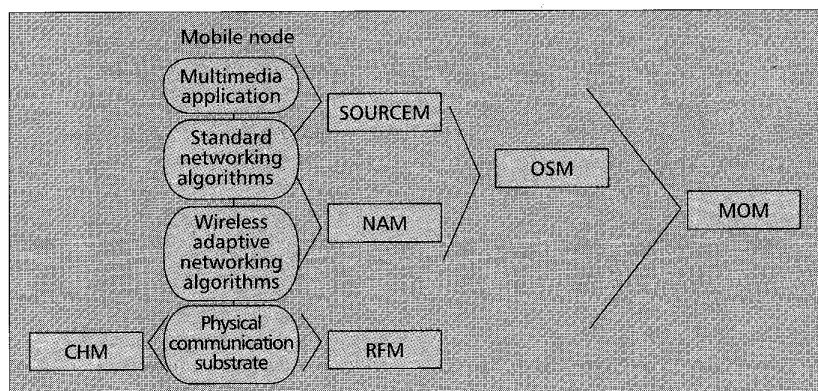 Mobile node
Multimedia
application
SOURCEM
Standard
networking
algorithms
OSM
MOM
NAM
Wireless
adaptive
networking
algorithms
Physical
communication
substrate
CHM
RFM